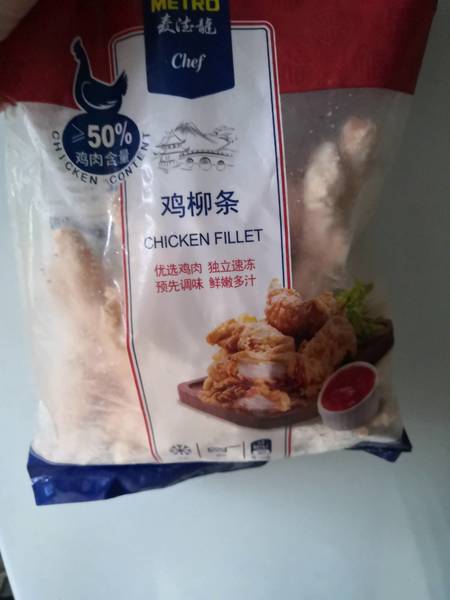 METRO
麦德龍
Chef
≥50%
鸡肉含量
CHICKEN CONTENT
鸡柳条
CHICKEN FILLET
优选鸡肉 独立速冻
预先调味 鲜嫩多汁